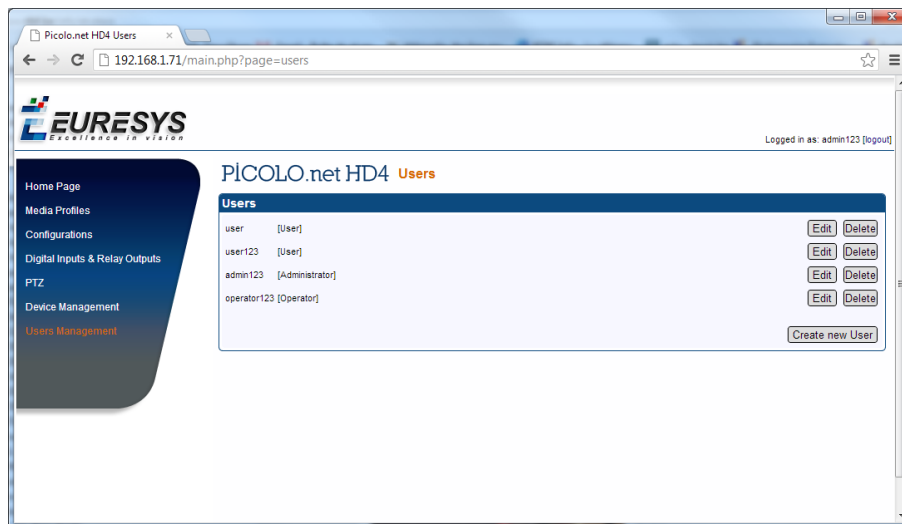 Picolo.net HD4 Users
192.168.1.71/main.php?page=users
EURESYS
Excellence in vision
Logged in as: admin123 [logout]
PICOLO.net HD4 Users
Home Page
Media Profiles
Configurations
Digital Inputs & Relay Outputs
PTZ
Device Management
Users Management
Users
user [User] Edit Delete
user123 [User] Edit Delete
admin123 [Administrator] Edit Delete
operator123 [Operator] Edit Delete
Create new User